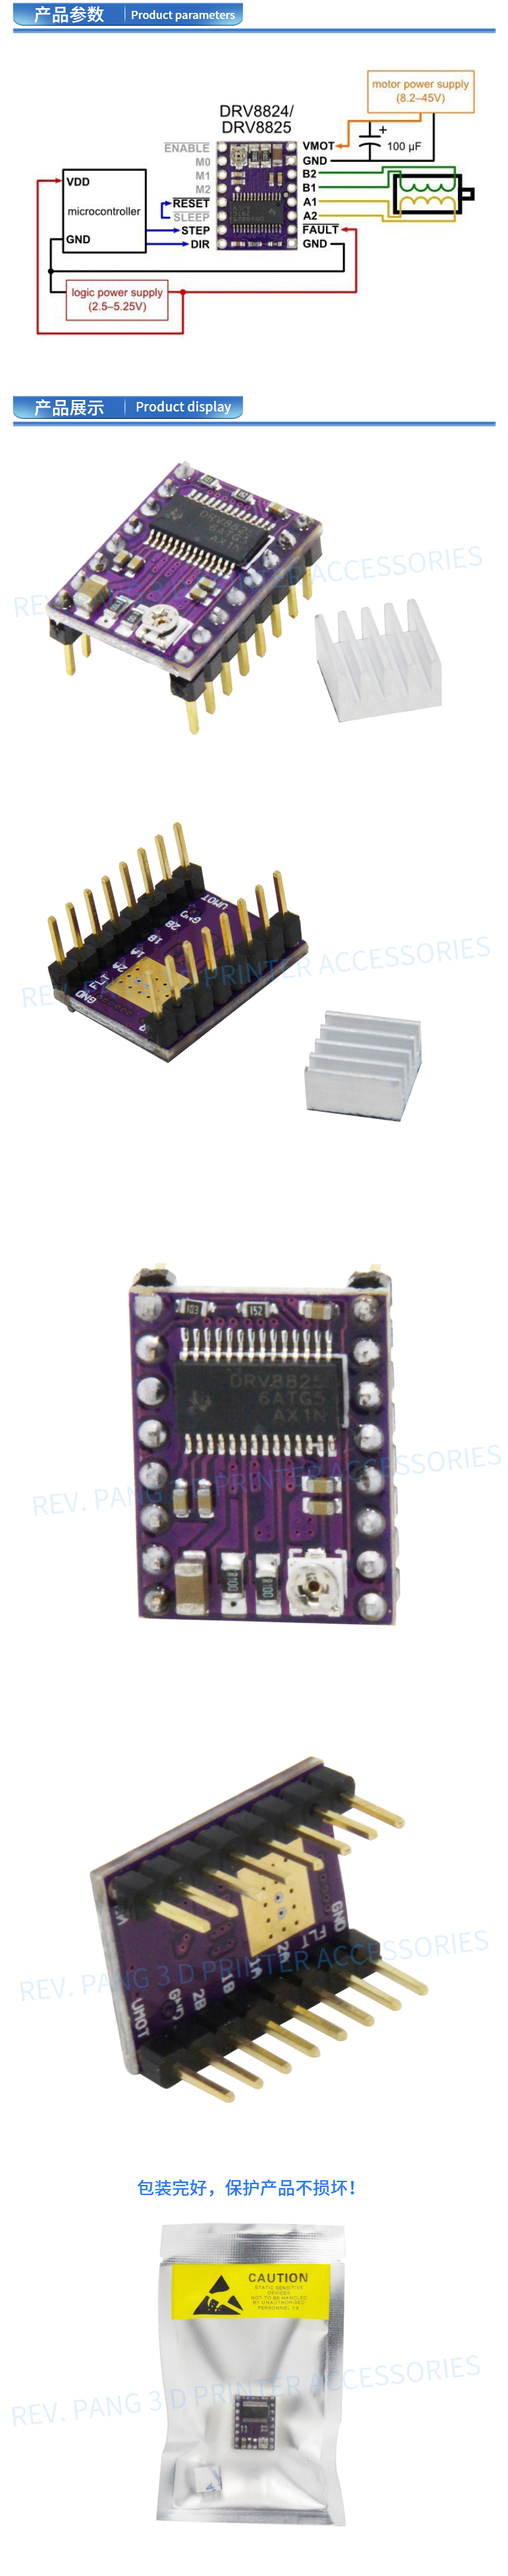 产品参数 | Product parameters
motor power supply
(8.2–45V)
DRV8824/
DRV8825
ENABLE
M0
M1
M2
RESET
SLEEP
STEP
DIR
VMOT
GND
B2
B1
A1
A2
FAULT
GND
+
100 µF
VDD
microcontroller
GND
logic power supply
(2.5–5.25V)
产品展示 | Product display
DRV8825
6ATG5
AX1N
REV. PANG 3 D PRINTER ACCESSORIES
VMOT
GND
2B
1B
1A
2A
FLT
GND
REV. PANG 3 D PRINTER ACCESSORIES
103
152
DRV8825
6ATG5
AX1N
REV. PANG 3 D PRINTER ACCESSORIES
R100
R100
GND
FLT
2A
1A
1B
2B
GND
VMOT
REV. PANG 3 D PRINTER ACCESSORIES
包装完好，保护产品不损坏！
CAUTION
STATIC SENSITIVE
DEVICES
NOT TO BE HANDLED
BY UNAUTHORISED
PERSONNEL
REV. PANG 3 D PRINTER ACCESSORIES